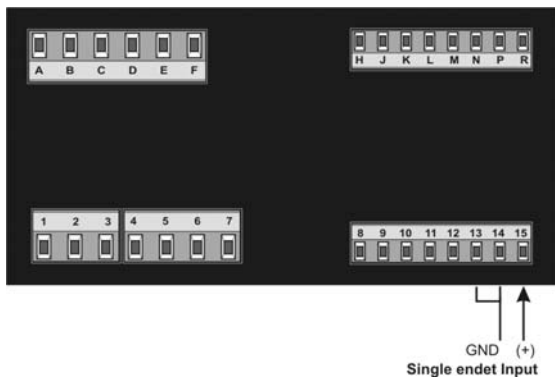 A B C D E F
H J K L M N P R
1 2 3 4 5 6 7
8 9 10 11 12 13 14 15
GND (+)
Single endet Input